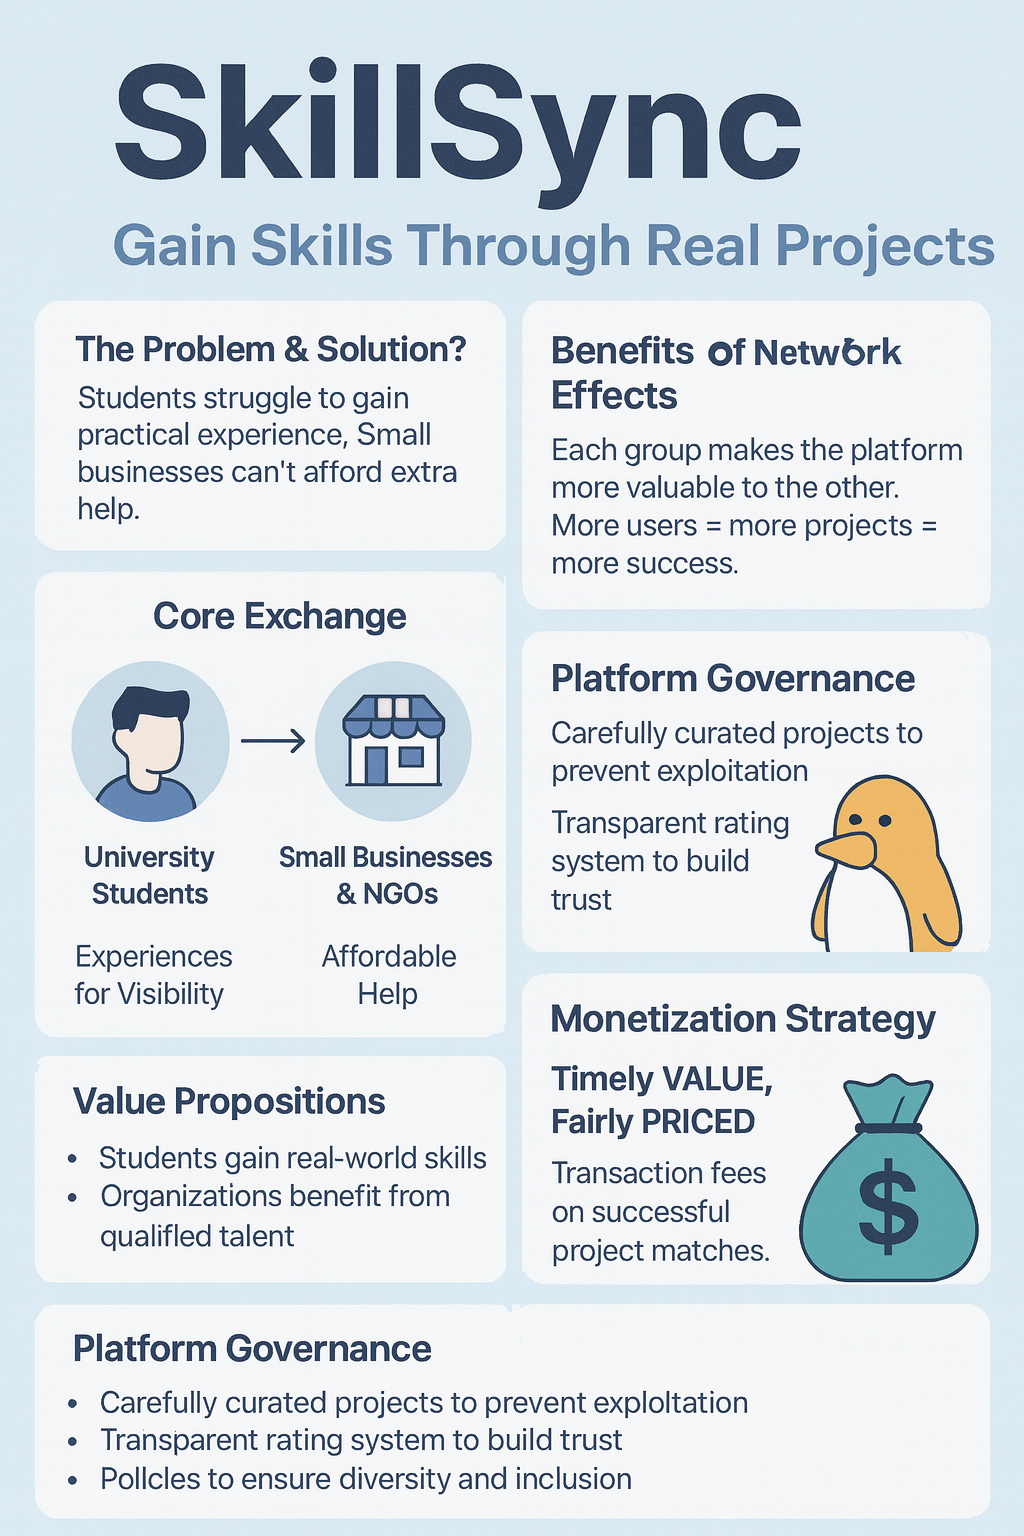 SkillSync
Gain Skills Through Real Projects
The Problem & Solution?
Students struggle to gain
practical experience, Small
businesses can't afford extra
help.
Core Exchange
University
Students
Small Businesses
& NGOs
Experiences
for Visibility
Affordable
Help
Value Propositions
• Students gain real-world skills
• Organizations benefit from
qualifled talent
Benefits of Network
Effects
Each group makes the platform
more valuable to the other.
More users = more projects =
more success.
Platform Governance
Carefully curated projects to
prevent exploitation
Transparent rating
system to build
trust
Monetization Strategy
Timely VALUE,
Fairly PRICED
Transaction fees
on successful
project matches.
$
Platform Governance
• Carefully curated projects to prevent exploltation
• Transparent rating system to build trust
• Pollcles to ensure diversity and inclusion